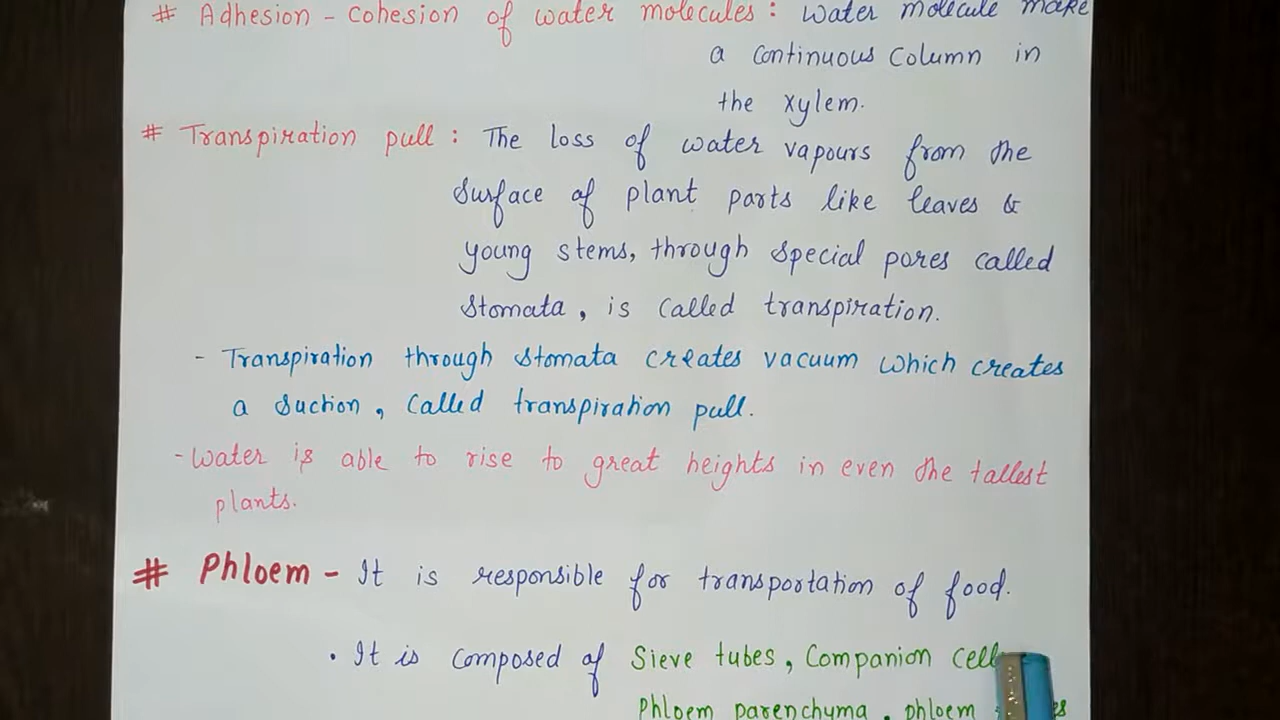 # Adhesion - Cohesion of water molecules : Water molecule make
a continuous column in
the xylem.
# Transpiration pull : The loss of water vapours from the
surface of plant parts like leaves &
young stems, through special pores called
stomata, is called transpiration.
- Transpiration through stomata creates vacuum which creates
a suction, called transpiration pull.
- Water is able to rise to great heights in even the tallest
plants.
# Phloem - It is responsible for transportation of food.
• It is composed of Sieve tubes, Companion
Phloem parenchyma, phloem